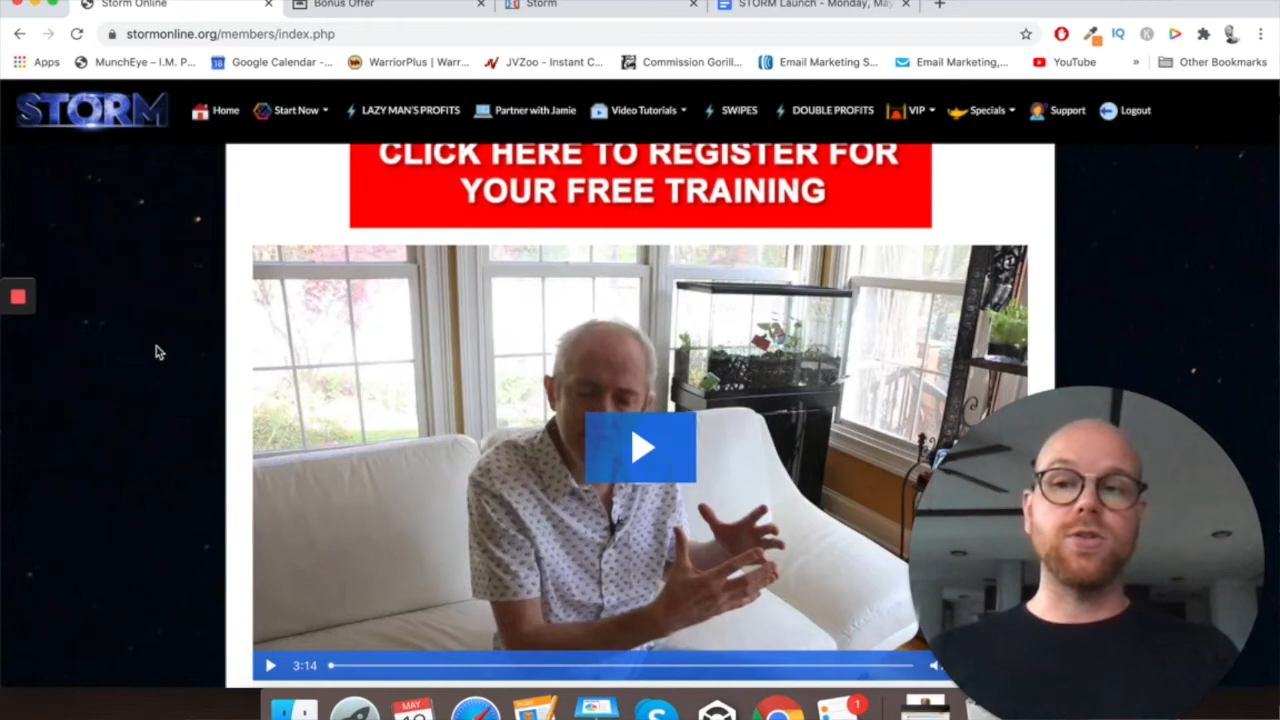 Storm Online
Bonus Offer
Storm
STORM Launch - Monday, May
stormonline.org/members/index.php
Apps
MunchEye – I.M. P...
Google Calendar -...
WarriorPlus | Warr...
JVZoo - Instant C...
Commission Gorill...
Email Marketing S...
Email Marketing,...
YouTube
Other Bookmarks
STORM
Home
Start Now
LAZY MAN'S PROFITS
Partner with Jamie
Video Tutorials
SWIPES
DOUBLE PROFITS
VIP
Specials
Support
Logout
CLICK HERE TO REGISTER FOR
YOUR FREE TRAINING
3:14
MAY
1